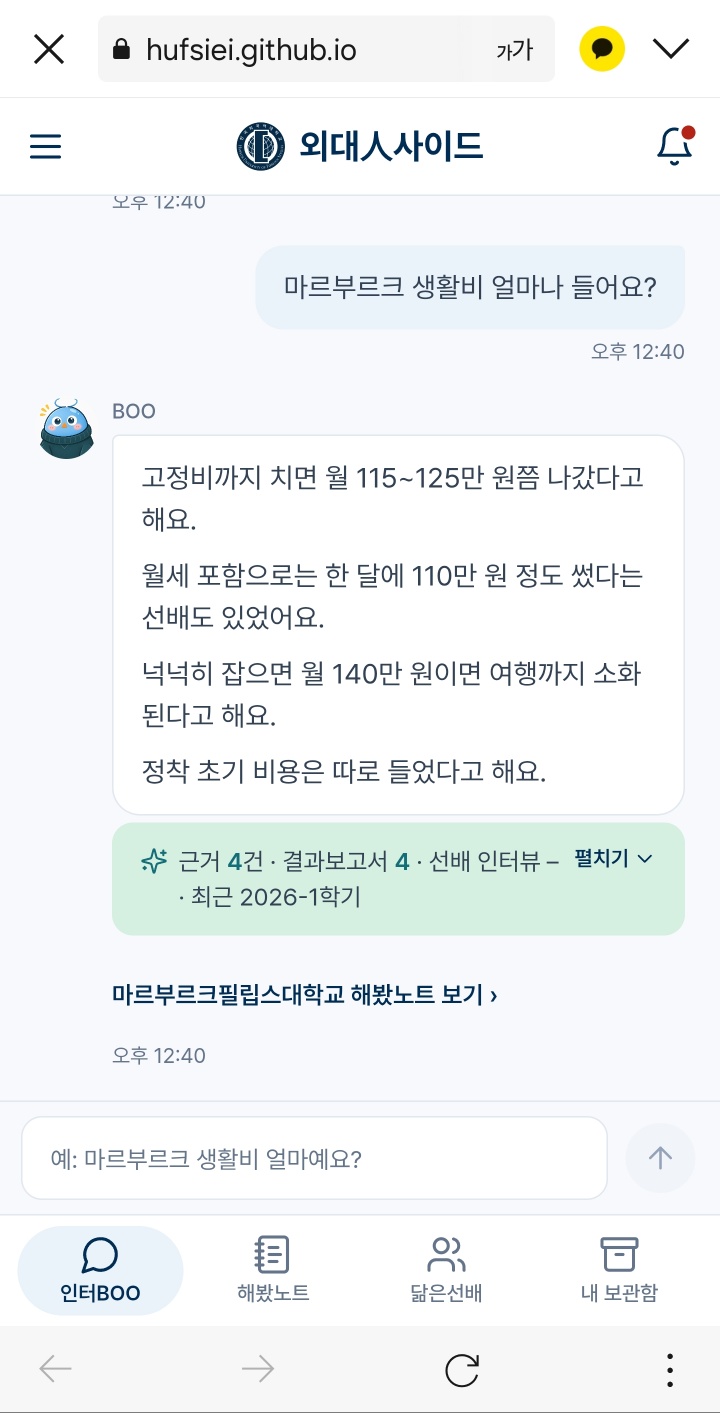 hufsiei.github.io
가가
외대人사이드
오후 12:40
마르부르크 생활비 얼마나 들어요?
오후 12:40
BOO
고정비까지 치면 월 115~125만 원쯤 나갔다고
해요.
월세 포함으로는 한 달에 110만 원 정도 썼다는
선배도 있었어요.
넉넉히 잡으면 월 140만 원이면 여행까지 소화
된다고 해요.
정착 초기 비용은 따로 들었다고 해요.
근거 4건 · 결과보고서 4 · 선배 인터뷰 – 펼치기
· 최근 2026-1학기
마르부르크필립스대학교 해봤노트 보기 ›
오후 12:40
예: 마르부르크 생활비 얼마예요?
인터BOO 해봤노트 닮은선배 내 보관함